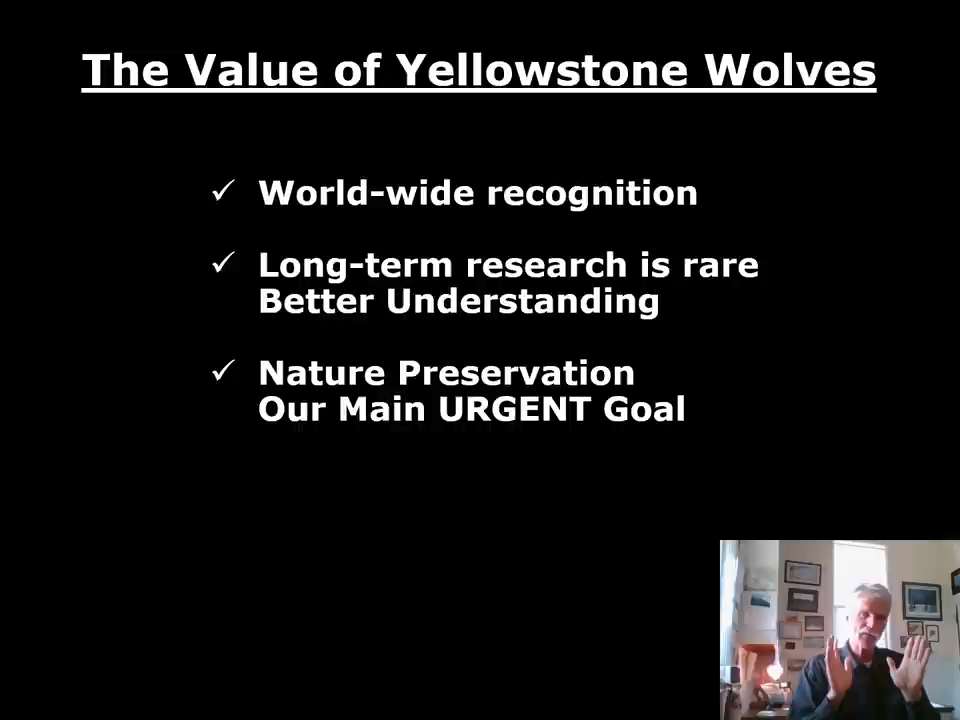 The Value of Yellowstone Wolves
✓ World-wide recognition
✓ Long-term research is rare
Better Understanding
✓ Nature Preservation
Our Main URGENT Goal